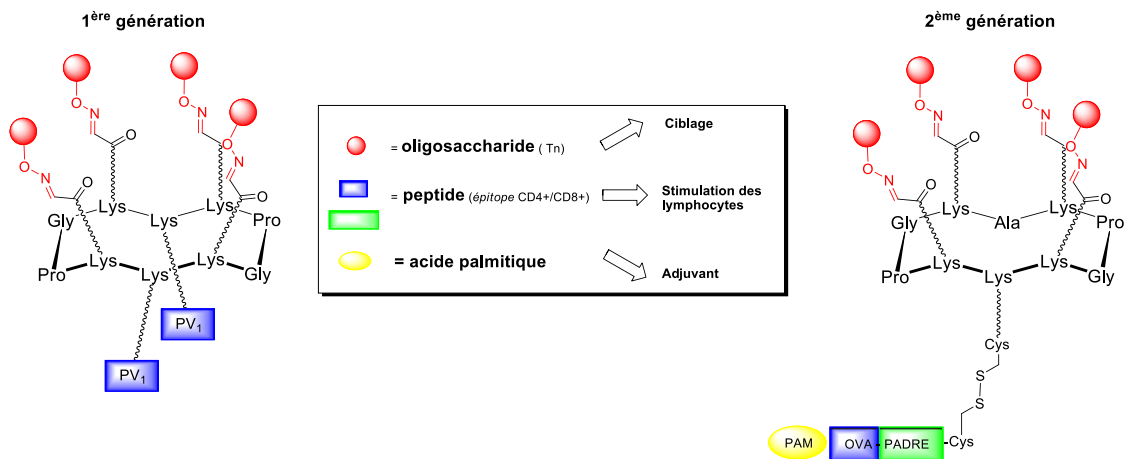 1ère génération
2ème génération
O
N
O
O
N
O
O
N
O
O
N
O
Gly
Lys
Lys
Lys
Pro
Pro
Lys
Lys
Lys
Gly
PV1
PV1
= oligosaccharide ( Tn)
Ciblage
= peptide (épitope CD4+/CD8+)
Stimulation des
lymphocytes
= acide palmitique
Adjuvant
O
N
O
O
N
O
O
N
O
O
N
O
Gly
Lys
Ala
Lys
Pro
Pro
Lys
Lys
Lys
Gly
Cys
S
S
Cys
PAM
OVA
PADRE